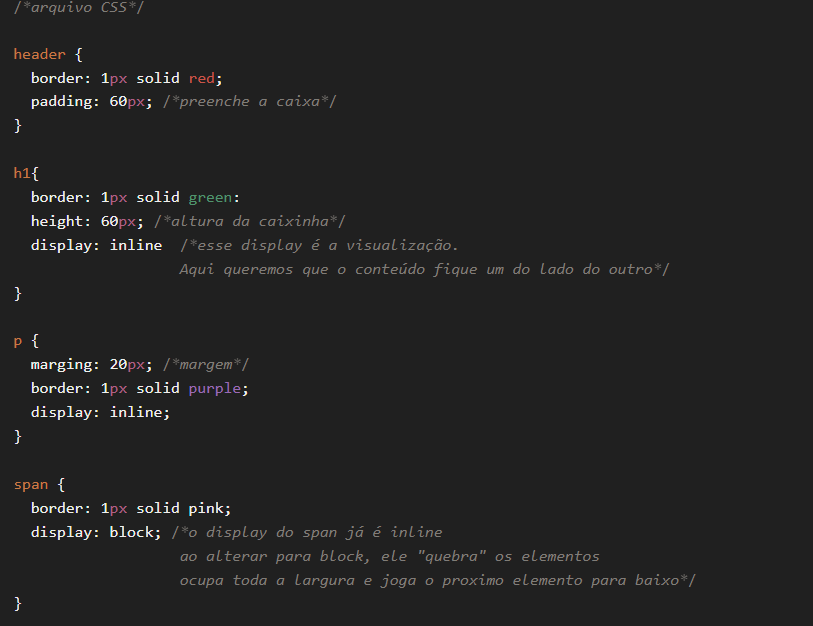 /*arquivo CSS*/
header {
border: 1px solid red;
padding: 60px; /*preenche a caixa*/
}
h1{
border: 1px solid green:
height: 60px; /*altura da caixinha*/
display: inline  /*esse display é a visualização.
Aqui queremos que o conteúdo fique um do lado do outro*/
}
p {
marging: 20px; /*margem*/
border: 1px solid purple;
display: inline;
}
span {
border: 1px solid pink;
display: block; /*o display do span já é inline
ao alterar para block, ele "quebra" os elementos
ocupa toda a largura e joga o proximo elemento para baixo*/
}